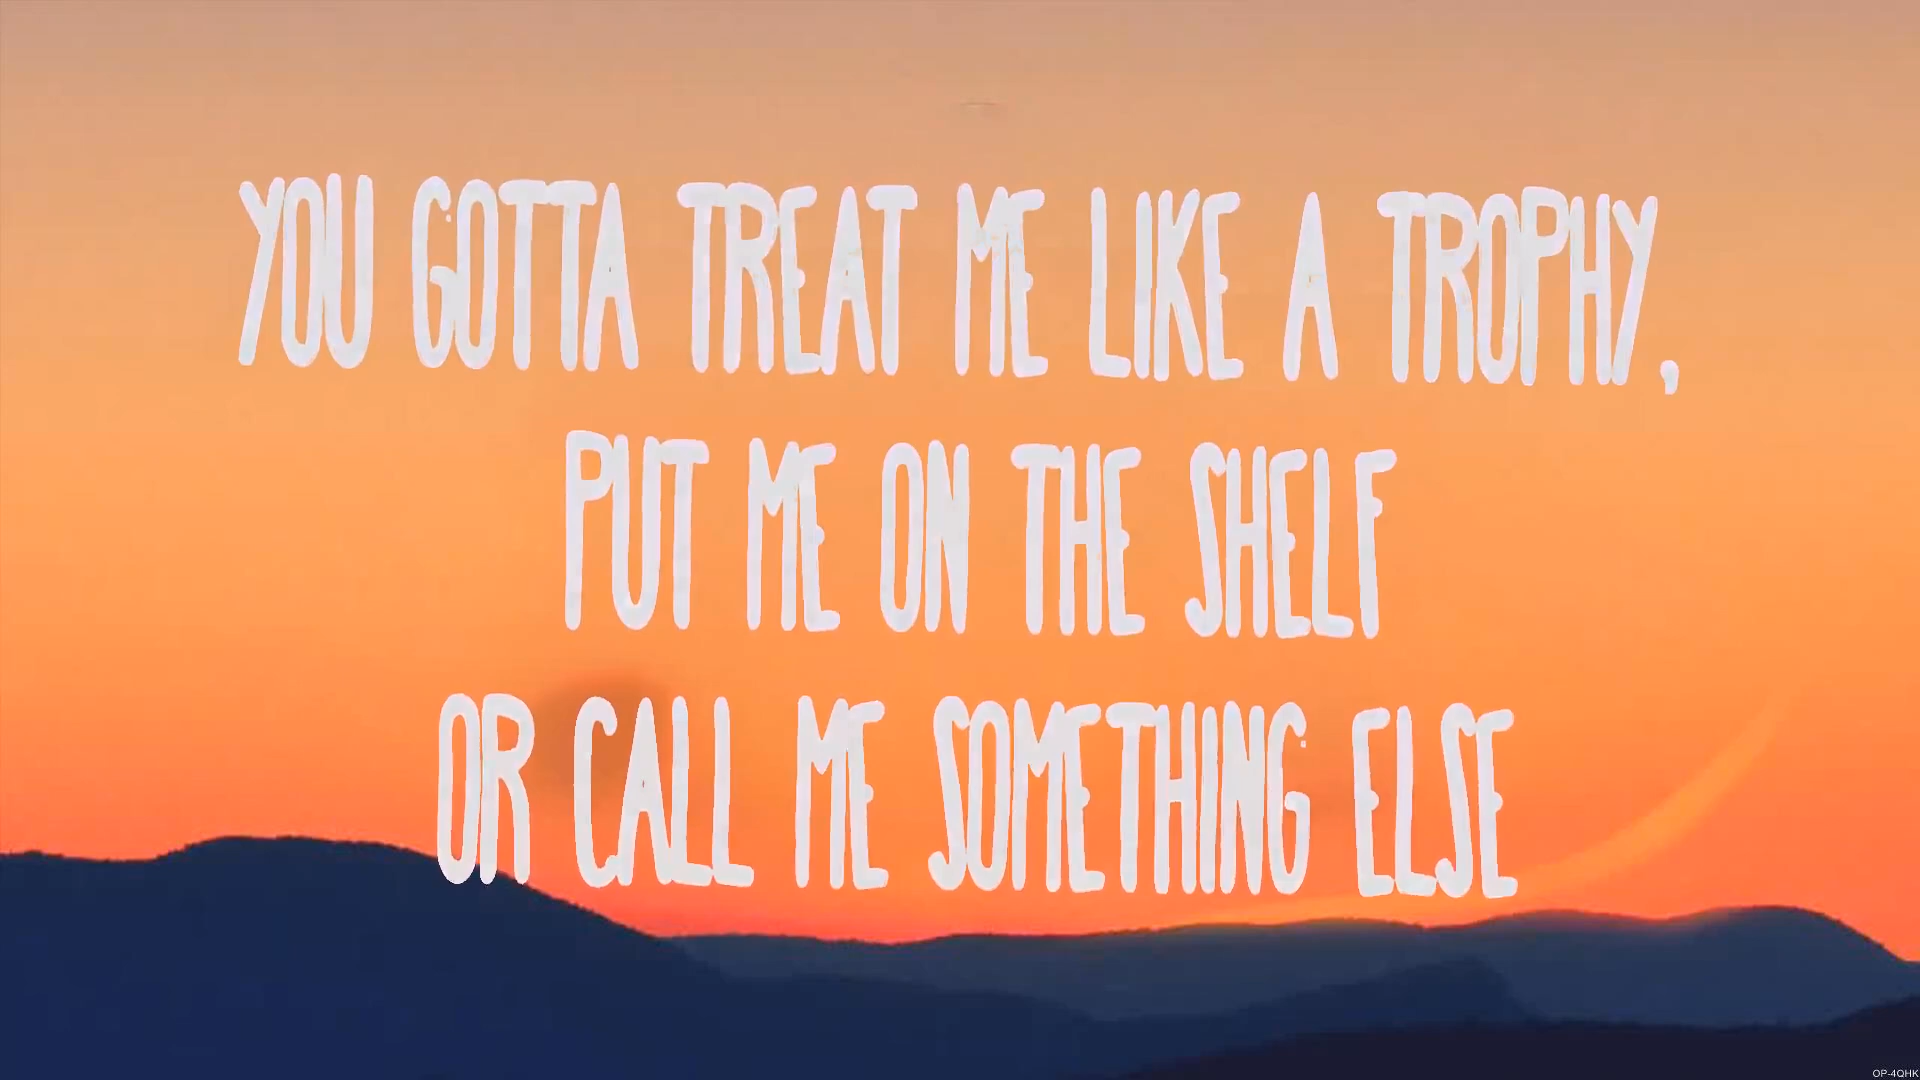 YOU GOTTA TREAT ME LIKE A TROPHY,
PUT ME ON THE SHELF
OR CALL ME SOMETHING ELSE
OP-4QHK